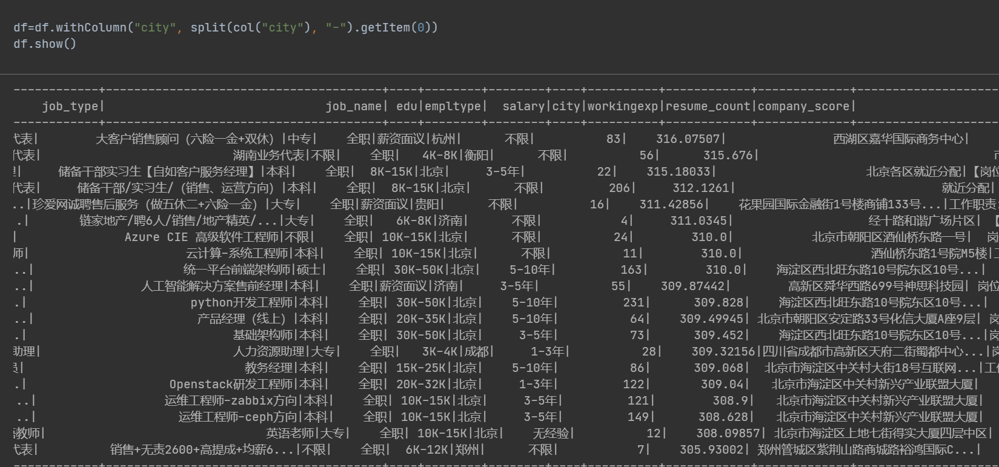 df=df.withColumn("city", split(col("city"), "-").getItem(0))
df.show()
------------+-----------------------------------+----+--------+-------+----+----------+------------+-------------+------------------
job_type| job_name| edu|empltype| salary|city|workingexp|resume_count|company_score|
------------+-----------------------------------+----+--------+-------+----+----------+------------+-------------+------------------
代表| 大客户销售顾问（六险一金+双休）|中专| 全职|薪资面议|杭州| 不限| 83| 316.07507| 西湖区嘉华国际商务中心|
代表| 湖南业务代表|不限| 全职| 4K-8K|衡阳| 不限| 56| 315.676|
| 储备干部实习生【自如客户服务经理】|本科| 全职| 8K-15K|北京| 3-5年| 22| 315.18033| 北京各区就近分配|【岗位
代表| 储备干部/实习生/（销售、运营方向）|本科| 全职| 8K-15K|北京| 不限| 206| 312.1261| 就近分配|
..|珍爱网诚聘售后服务（做五休二+六险一金）|大专| 全职|薪资面议|贵阳| 不限| 16| 311.42856| 花果园国际金融街1号楼商铺133号...|工作职责:
.| 链家地产/聘6人/销售/地产精英/...|大专| 全职| 6K-8K|济南| 不限| 4| 311.0345| 经十路和谐广场片区| 【
| Azure CIE 高级软件工程师|不限| 全职| 10K-15K|北京| 不限| 24| 310.0| 北京市朝阳区酒仙桥东路一号| 岗
师| 云计算-系统工程师|本科| 全职| 10K-15K|北京| 不限| 11| 310.0| 酒仙桥东路1号院M5楼|
..| 统一平台前端架构师|硕士| 全职| 30K-50K|北京| 5-10年| 163| 310.0| 海淀区西北旺东路10号院东区10号...|
..| 人工智能解决方案售前经理|本科| 全职|薪资面议|济南| 3-5年| 55| 309.87442| 高新区舜华西路699号神思科技园| 岗位
.| python开发工程师|本科| 全职| 30K-50K|北京| 5-10年| 231| 309.828| 海淀区西北旺东路10号院东区10号...|
..| 产品经理（线上）|本科| 全职| 20K-35K|北京| 5-10年| 64| 309.49945| 北京市朝阳区安定路33号化信大厦A座9层| 岗
.| 基础架构师|本科| 全职| 30K-50K|北京| 3-5年| 73| 309.452| 海淀区西北旺东路10号院东区10号...|岗
助理| 人力资源助理|大专| 全职| 3K-4K|成都| 1-3年| 28| 309.32156|四川省成都市高新区天府二街蜀都中心...|岗
| 教务经理|本科| 全职| 15K-25K|北京| 5-10年| 86| 309.068| 北京市海淀区中关村大街18号互联网...|工作
.| Openstack研发工程师|本科| 全职| 20K-32K|北京| 1-3年| 122| 309.04| 北京市海淀区中关村新兴产业联盟大厦|
..| 运维工程师-zabbix方向|本科| 全职| 10K-15K|北京| 3-5年| 121| 308.9| 北京市海淀区中关村新兴产业联盟大厦|
..| 运维工程师-ceph方向|本科| 全职| 10K-15K|北京| 3-5年| 149| 308.628| 北京市海淀区中关村新兴产业联盟大厦|
教师| 英语老师|大专| 全职| 10K-15K|北京| 无经验| 12| 308.09857| 北京市海淀区上地七街得实大厦四层中区|
代表| 销售+无责2600+高提成+均薪6...|不限| 全职| 6K-12K|郑州| 不限| 7| 305.93002| 郑州管城区紫荆山路商城路裕鸿国际C...|
------------+-----------------------------------+----+--------+-------+----+----------+------------+-------------+------------------